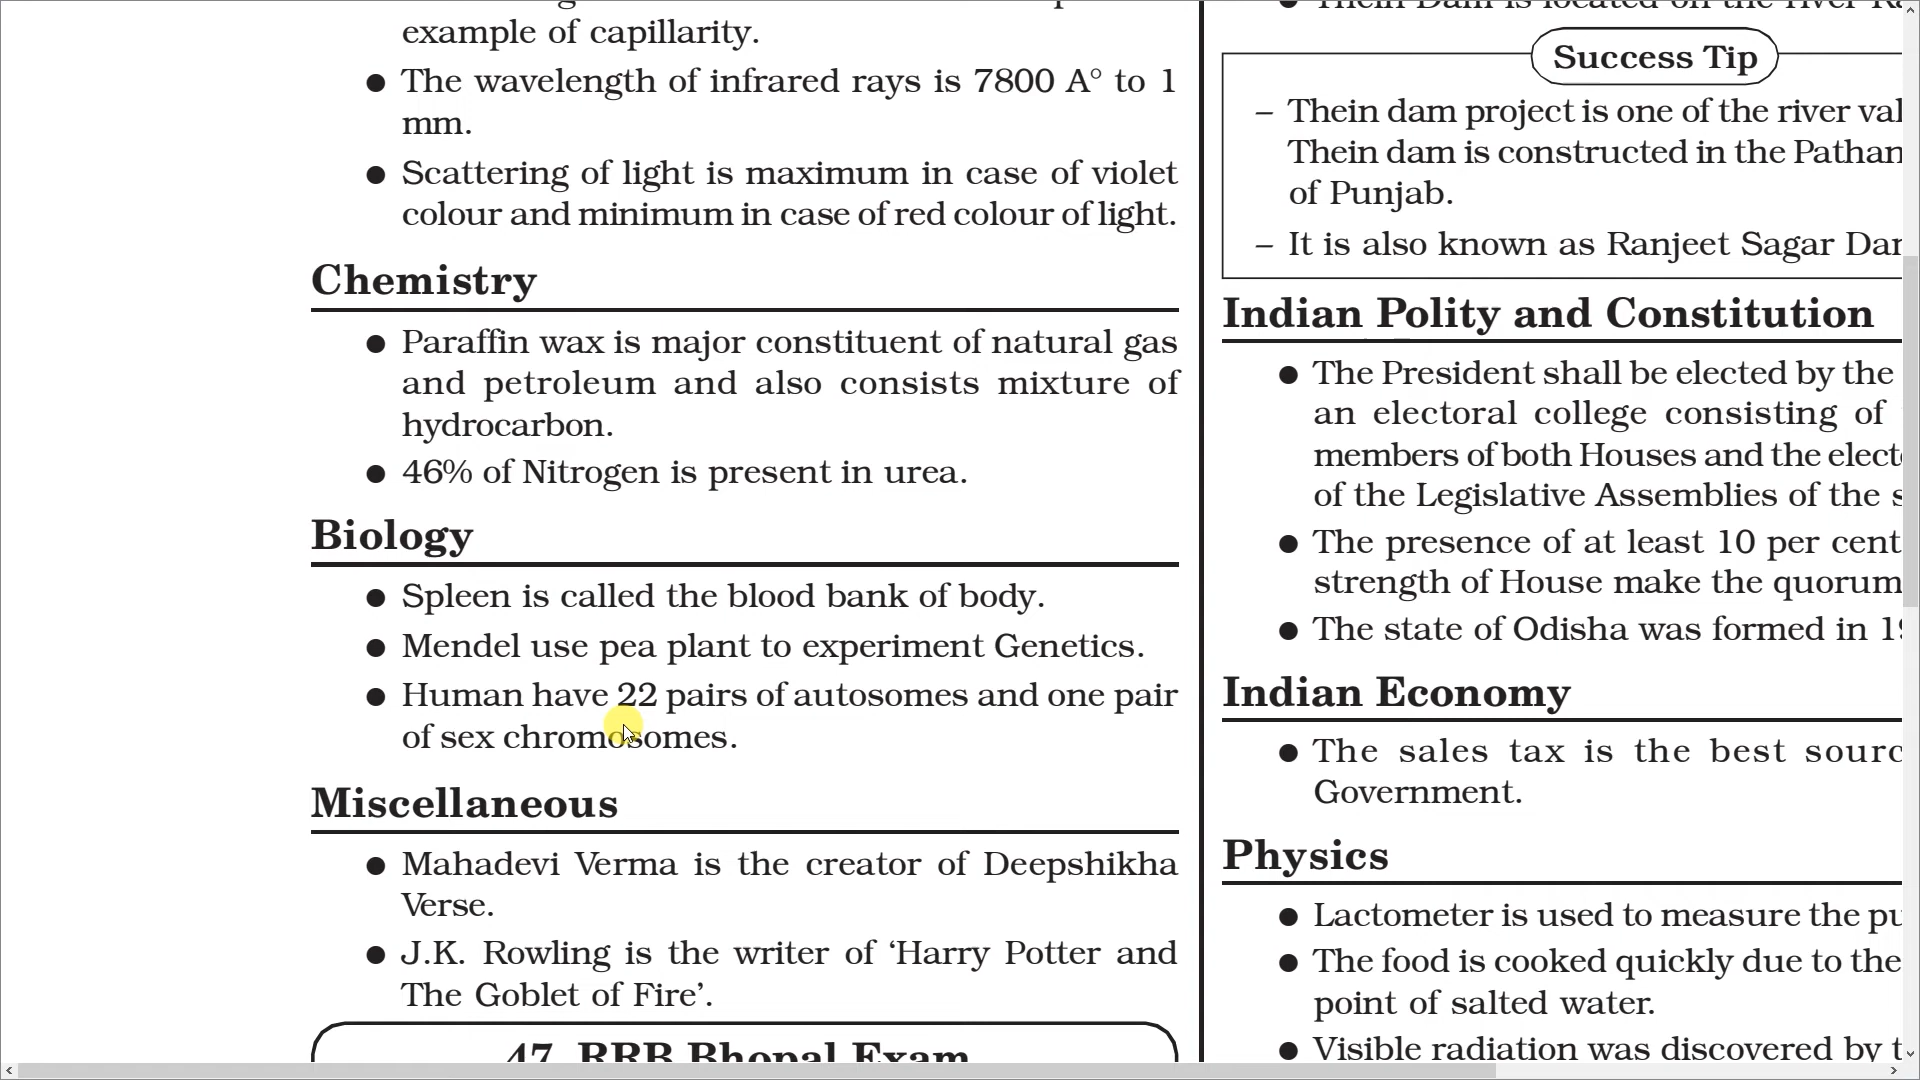 example of capillarity.
● The wavelength of infrared rays is 7800 A° to 1
mm.
● Scattering of light is maximum in case of violet
colour and minimum in case of red colour of light.
Chemistry
● Paraffin wax is major constituent of natural gas
and petroleum and also consists mixture of
hydrocarbon.
● 46% of Nitrogen is present in urea.
Biology
● Spleen is called the blood bank of body.
● Mendel use pea plant to experiment Genetics.
● Human have 22 pairs of autosomes and one pair
of sex chromosomes.
Miscellaneous
● Mahadevi Verma is the creator of Deepshikha
Verse.
● J.K. Rowling is the writer of ‘Harry Potter and
The Goblet of Fire’.
47. RRB Bhopal Exam
● Thein Dam is located on the river
Success Tip
– Thein dam project is one of the river
Thein dam is constructed in the
of Punjab.
– It is also known as Ranjeet Sagar
Indian Polity and Constitution
● The President shall be elected by the
an electoral college consisting of
members of both Houses and the
of the Legislative Assemblies of the
● The presence of at least 10 per cent
strength of House make the quorum
● The state of Odisha was formed in
Indian Economy
● The sales tax is the best
Government.
Physics
● Lactometer is used to measure the
● The food is cooked quickly due to the
point of salted water.
● Visible radiation was discovered by